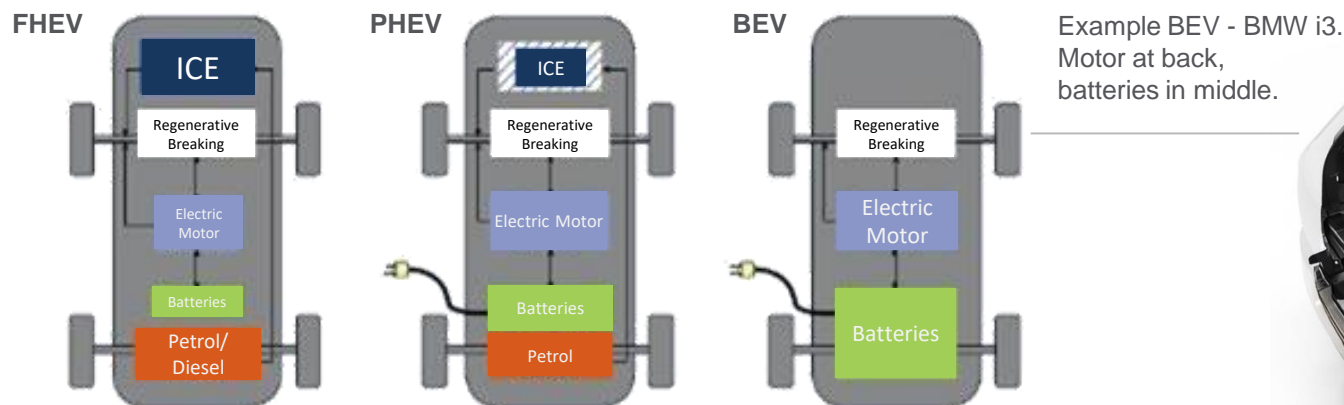 FHEV
ICE
Regenerative
Breaking
Electric
Motor
Batteries
Petrol/
Diesel
PHEV
ICE
Regenerative
Breaking
Electric Motor
Batteries
Petrol
BEV
Regenerative
Breaking
Electric
Motor
Batteries
Example BEV - BMW i3.
Motor at back,
batteries in middle.